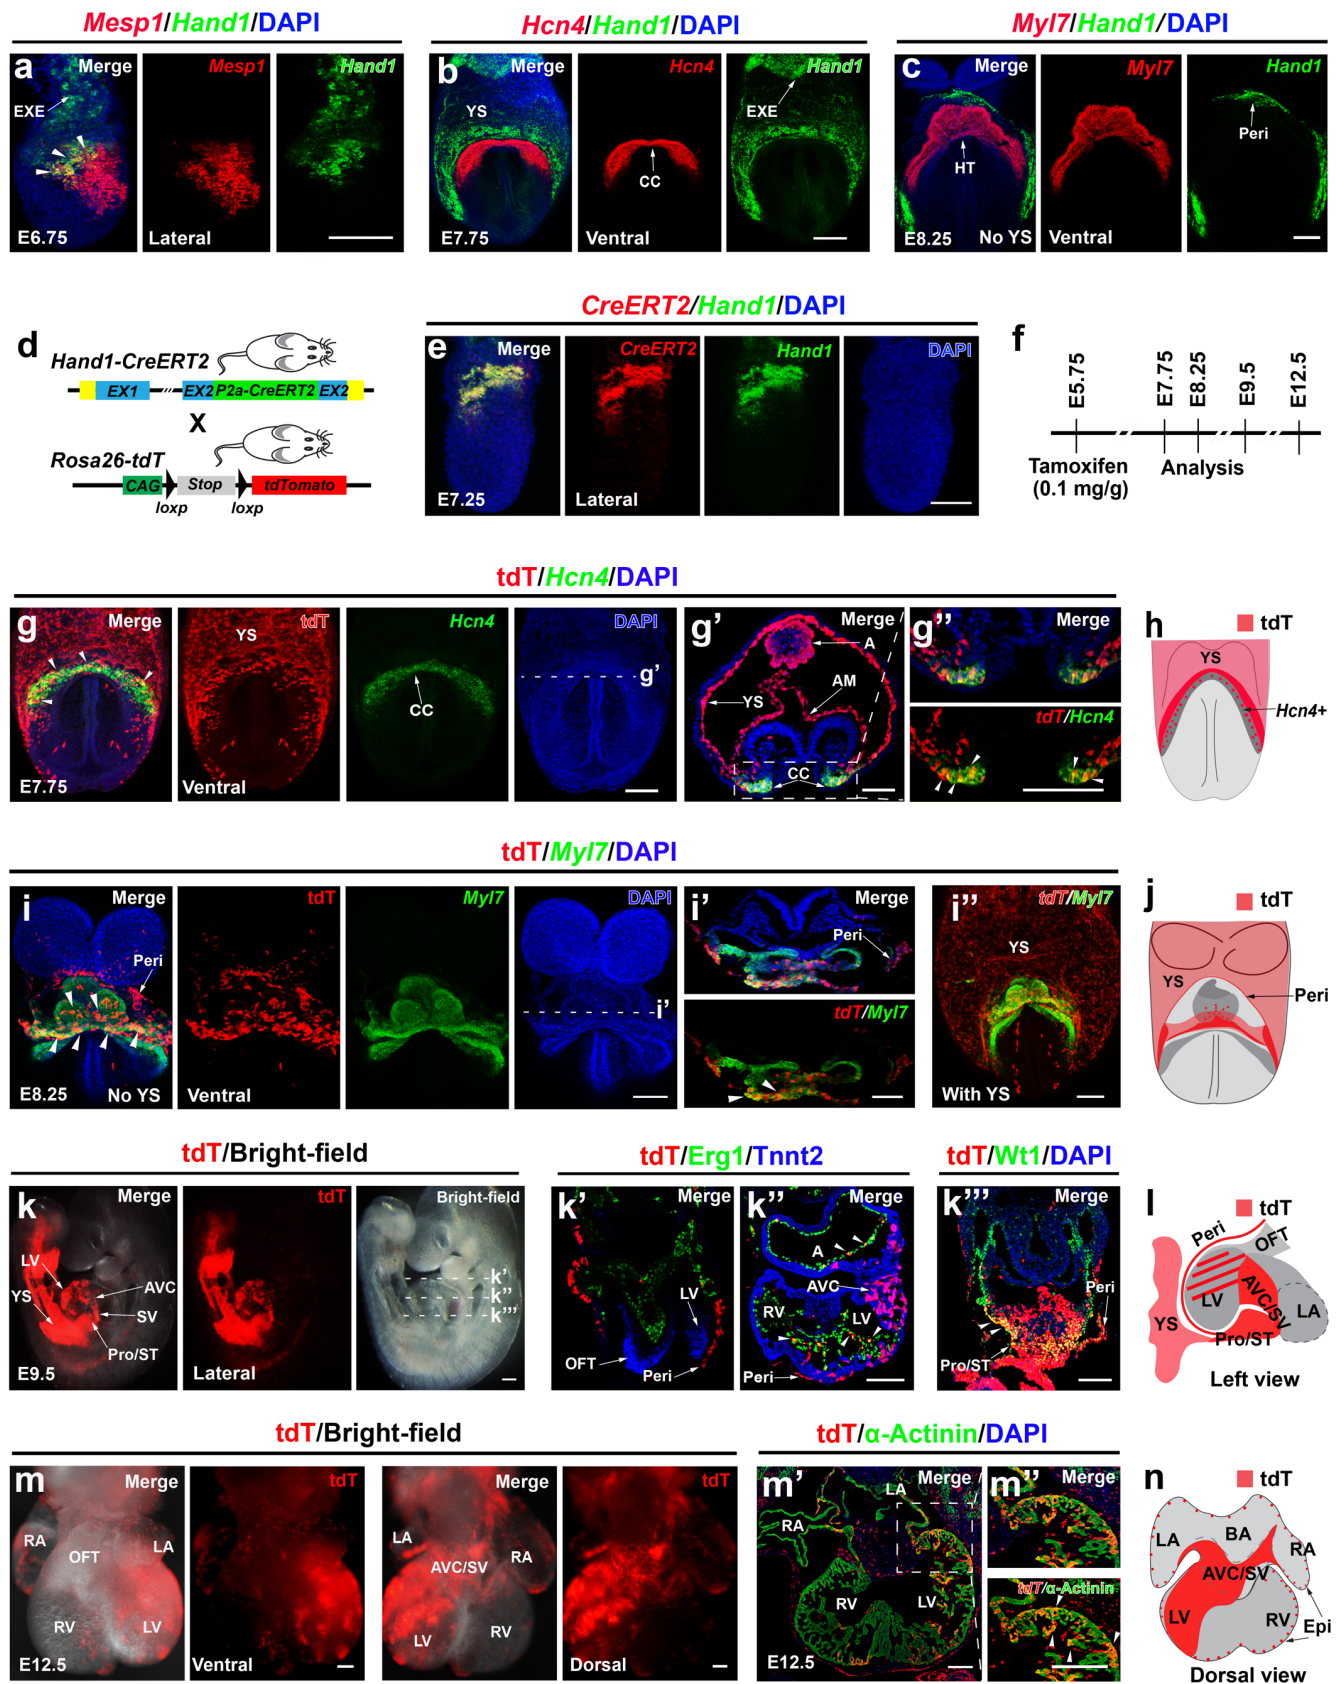 Mesp1/Hand1/DAPI
a
Merge
EXE
E6.75
Mesp1
Lateral
Hand1
Hcn4/Hand1/DAPI
b
Merge
YS
E7.75
Hcn4
CC
Ventral
Hand1
EXE
Myl7/Hand1/DAPI
c
Merge
HT
E8.25
No YS
Myl7
Ventral
Hand1
Peri
d
Hand1-CreERT2
EX1
EX2
P2a-CreERT2
EX2
X
Rosa26-tdT
CAG
Stop
tdTomato
loxp
loxp
CreERT2/Hand1/DAPI
e
Merge
E7.25
CreERT2
Lateral
Hand1
DAPI
f
E5.75
E7.75
E8.25
E9.5
E12.5
Tamoxifen
(0.1 mg/g)
Analysis
tdT/Hcn4/DAPI
g
Merge
E7.75
tdT
YS
Ventral
Hcn4
CC
DAPI
g'
g'
Merge
A
AM
YS
CC
g''
Merge
tdT/Hcn4
h
tdT
YS
Hcn4+
tdT/Myl7/DAPI
i
Merge
Peri
E8.25
No YS
tdT
Ventral
Myl7
DAPI
i'
i'
Merge
Peri
tdT/Myl7
i''
tdT/Myl7
YS
With YS
j
tdT
YS
Peri
tdT/Bright-field
k
Merge
LV
YS
AVC
SV
Pro/ST
E9.5
tdT
Lateral
Bright-field
k'
k''
k'''
tdT/Erg1/Tnnt2
k'
Merge
LV
OFT
Peri
k''
Merge
A
AVC
RV
LV
Peri
tdT/Wt1/DAPI
k'''
Merge
Peri
Pro/ST
l
tdT
Peri
OFT
LV
AVC/SV
LA
YS
Pro/ST
Left view
tdT/Bright-field
m
Merge
RA
LA
OFT
RV
LV
E12.5
tdT
Ventral
Merge
LA
RA
AVC/SV
LV
RV
tdT
Dorsal
tdT/α-Actinin/DAPI
m'
Merge
LA
RA
RV
LV
E12.5
m''
Merge
tdT/α-Actinin
n
tdT
LA
BA
RA
AVC/SV
LV
RV
Epi
Dorsal view